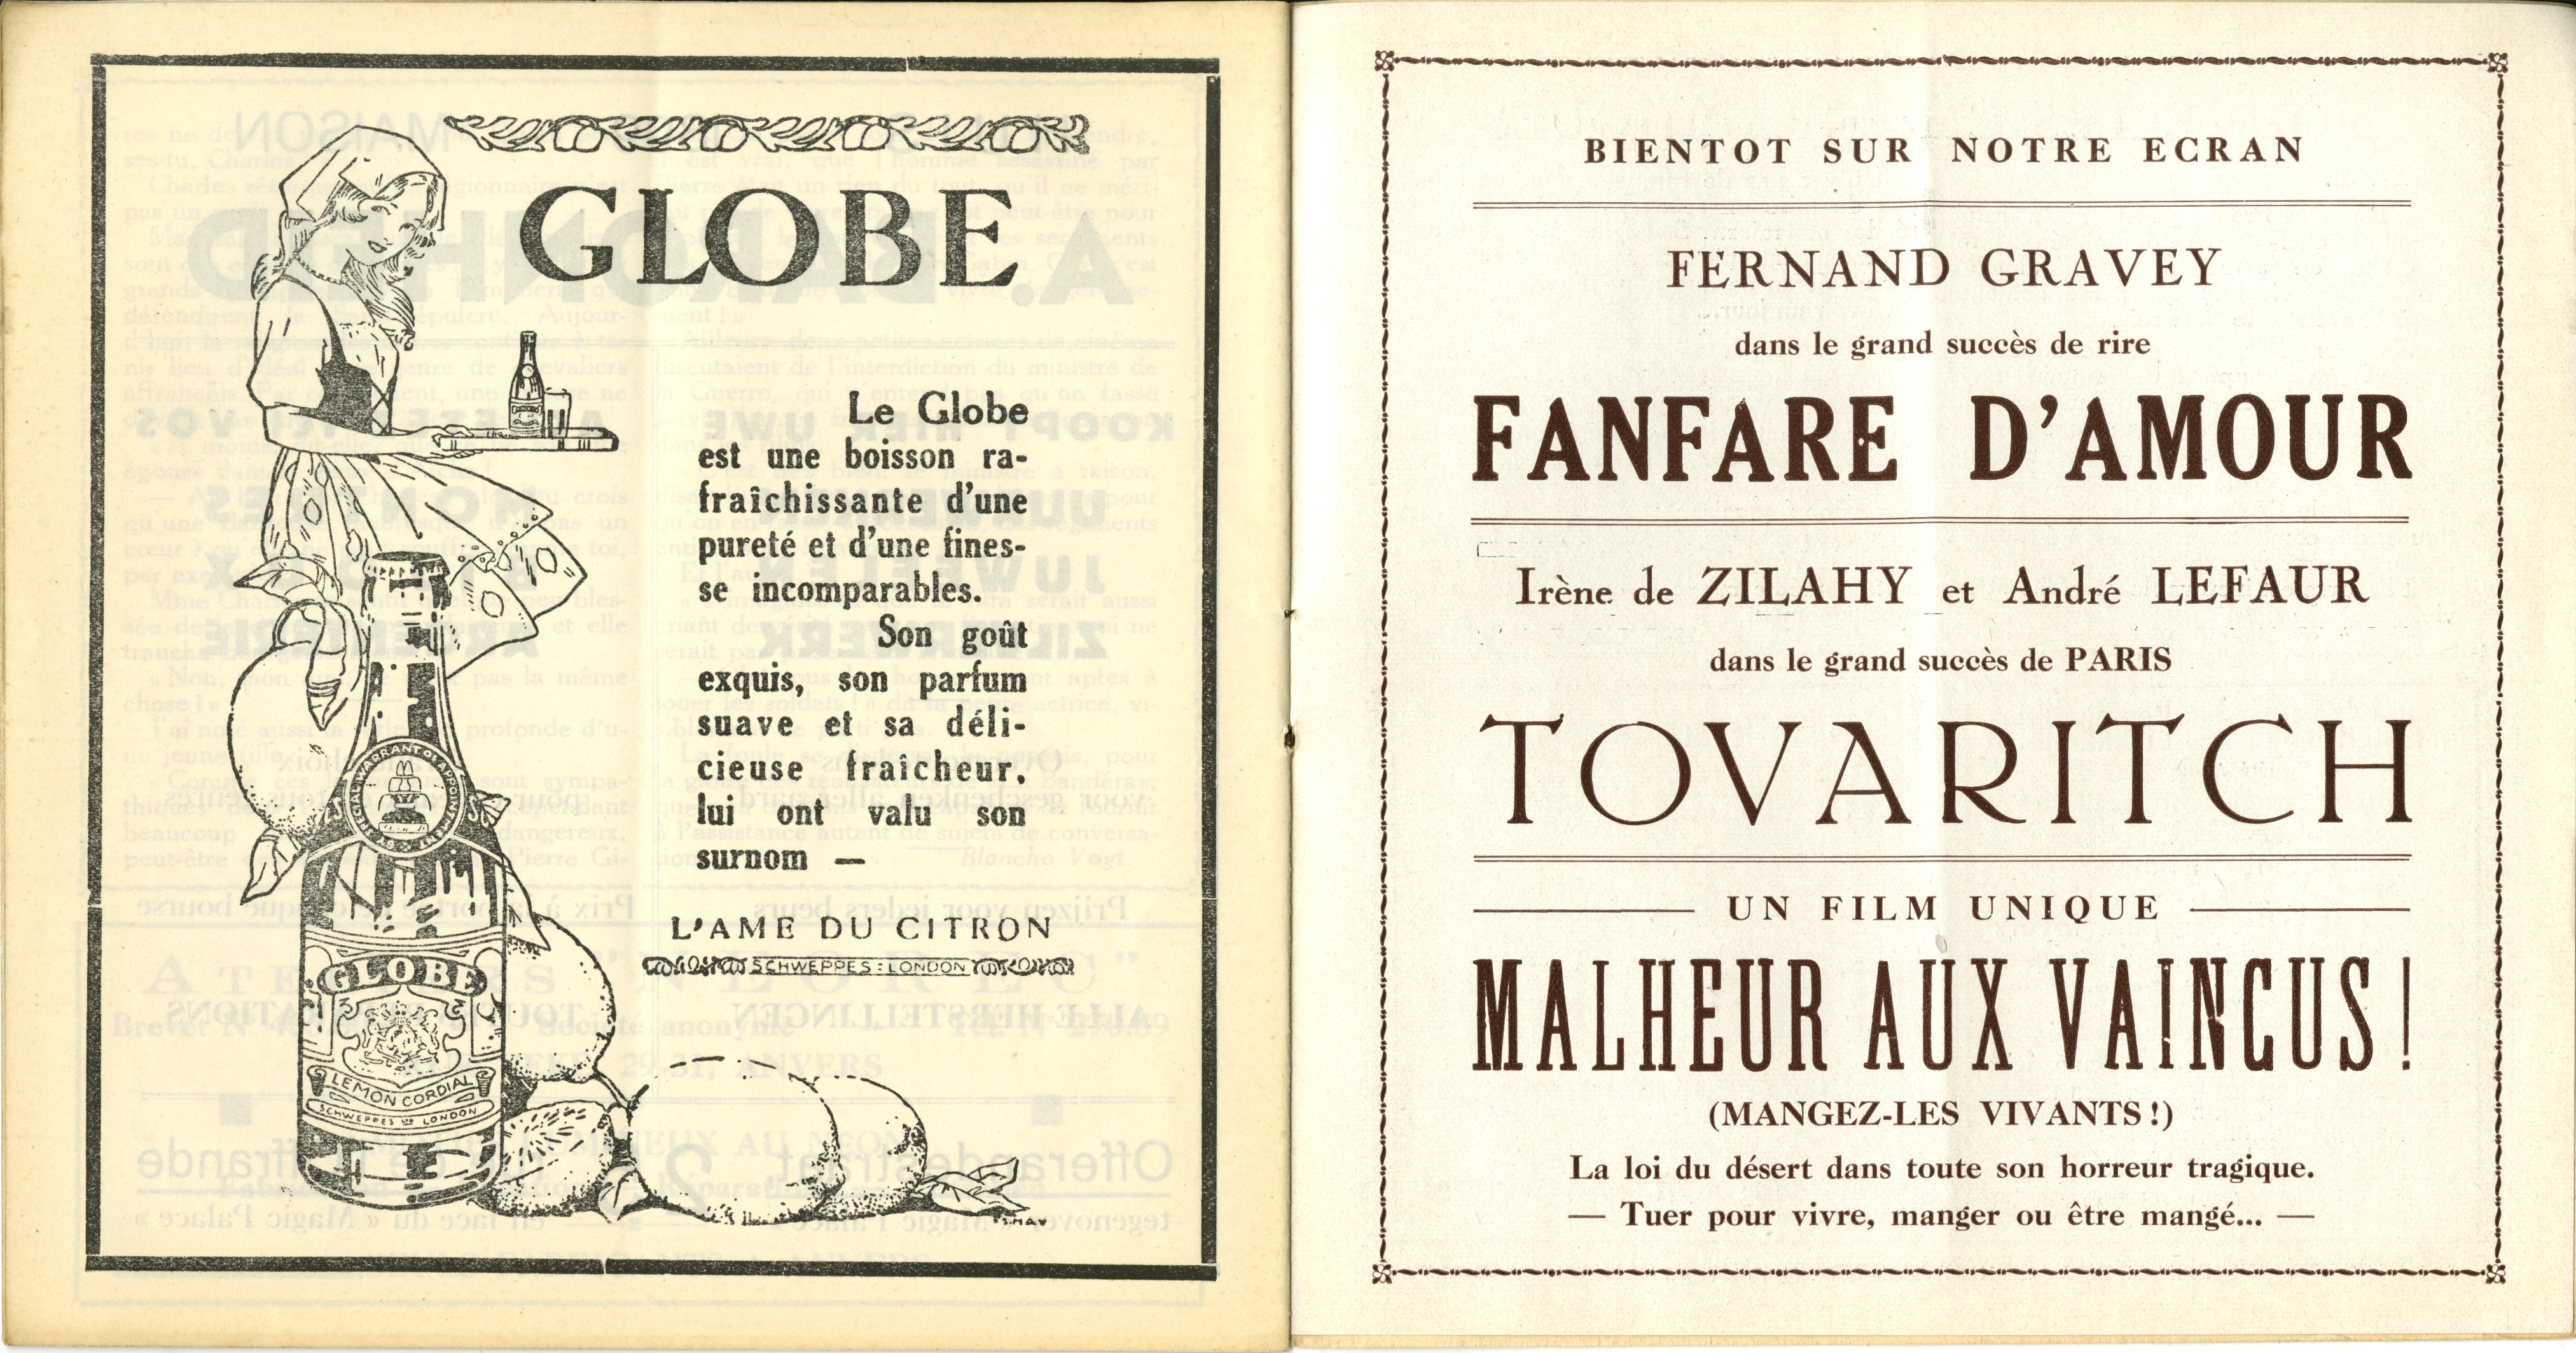 GLOBE
Le Globe
est une boisson ra-
fraîchissante d'une
pureté et d'une fines-
se incomparables.
Son goût
exquis, son parfum
suave et sa déli-
cieuse fraîcheur,
lui ont valu son
surnom —
L'AME DU CITRON
SCHWEPPES : LONDON
GLOBE
LEMON CORDIAL
SCHWEPPES LTD LONDON
BIENTOT SUR NOTRE ECRAN
FERNAND GRAVEY
dans le grand succès de rire
FANFARE D'AMOUR
Irène de ZILAHY et André LEFAUR
dans le grand succès de PARIS
TOVARITCH
UN FILM UNIQUE
MALHEUR AUX VAINCUS !
(MANGEZ-LES VIVANTS !)
La loi du désert dans toute son horreur tragique.
— Tuer pour vivre, manger ou être mangé... —